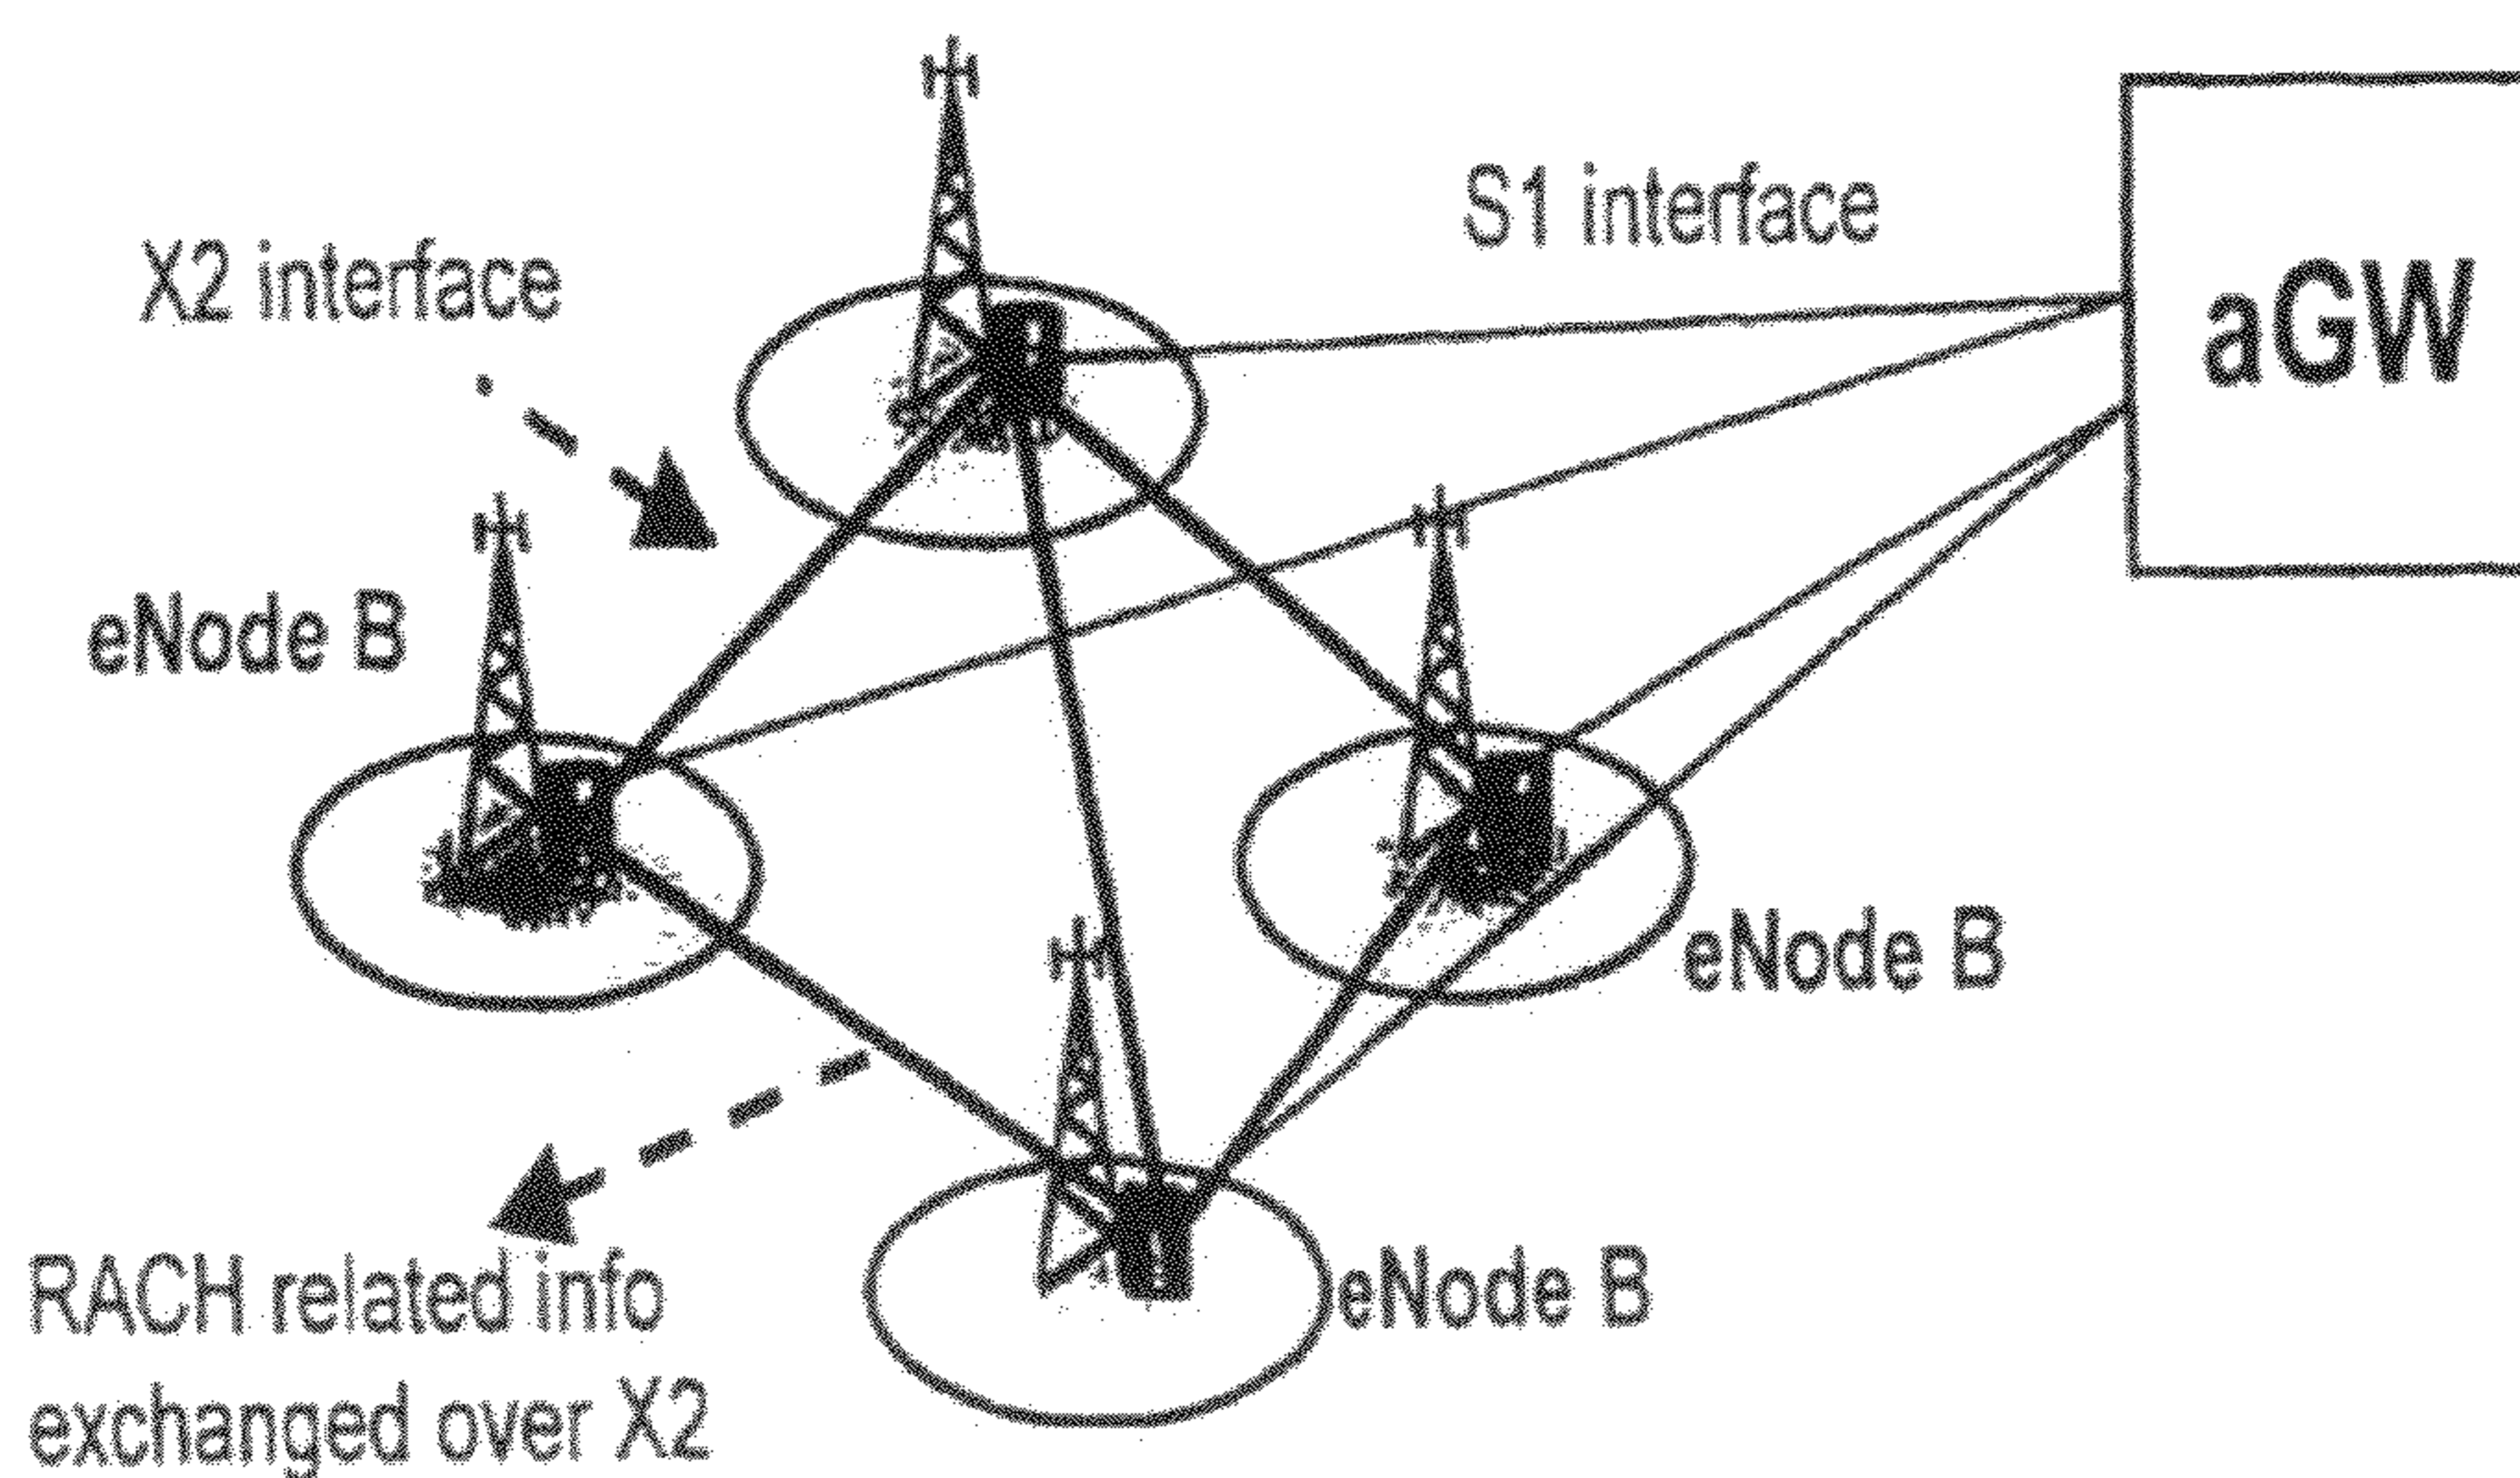 S1 interface
X2 interface
aGW
eNode B
eNode B
eNode B
RACH related info
exchanged over X2